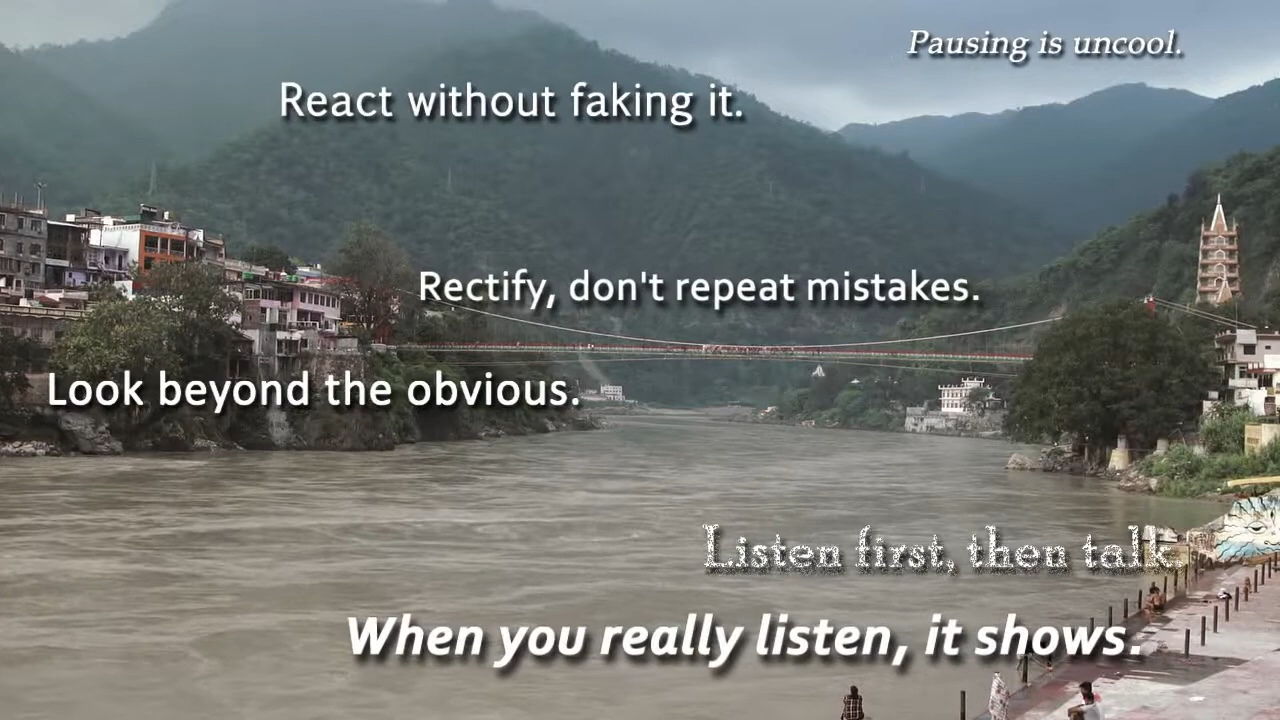 Pausing is uncool.
React without faking it.
Rectify, don't repeat mistakes.
Look beyond the obvious.
Listen first, then talk.
When you really listen, it shows.